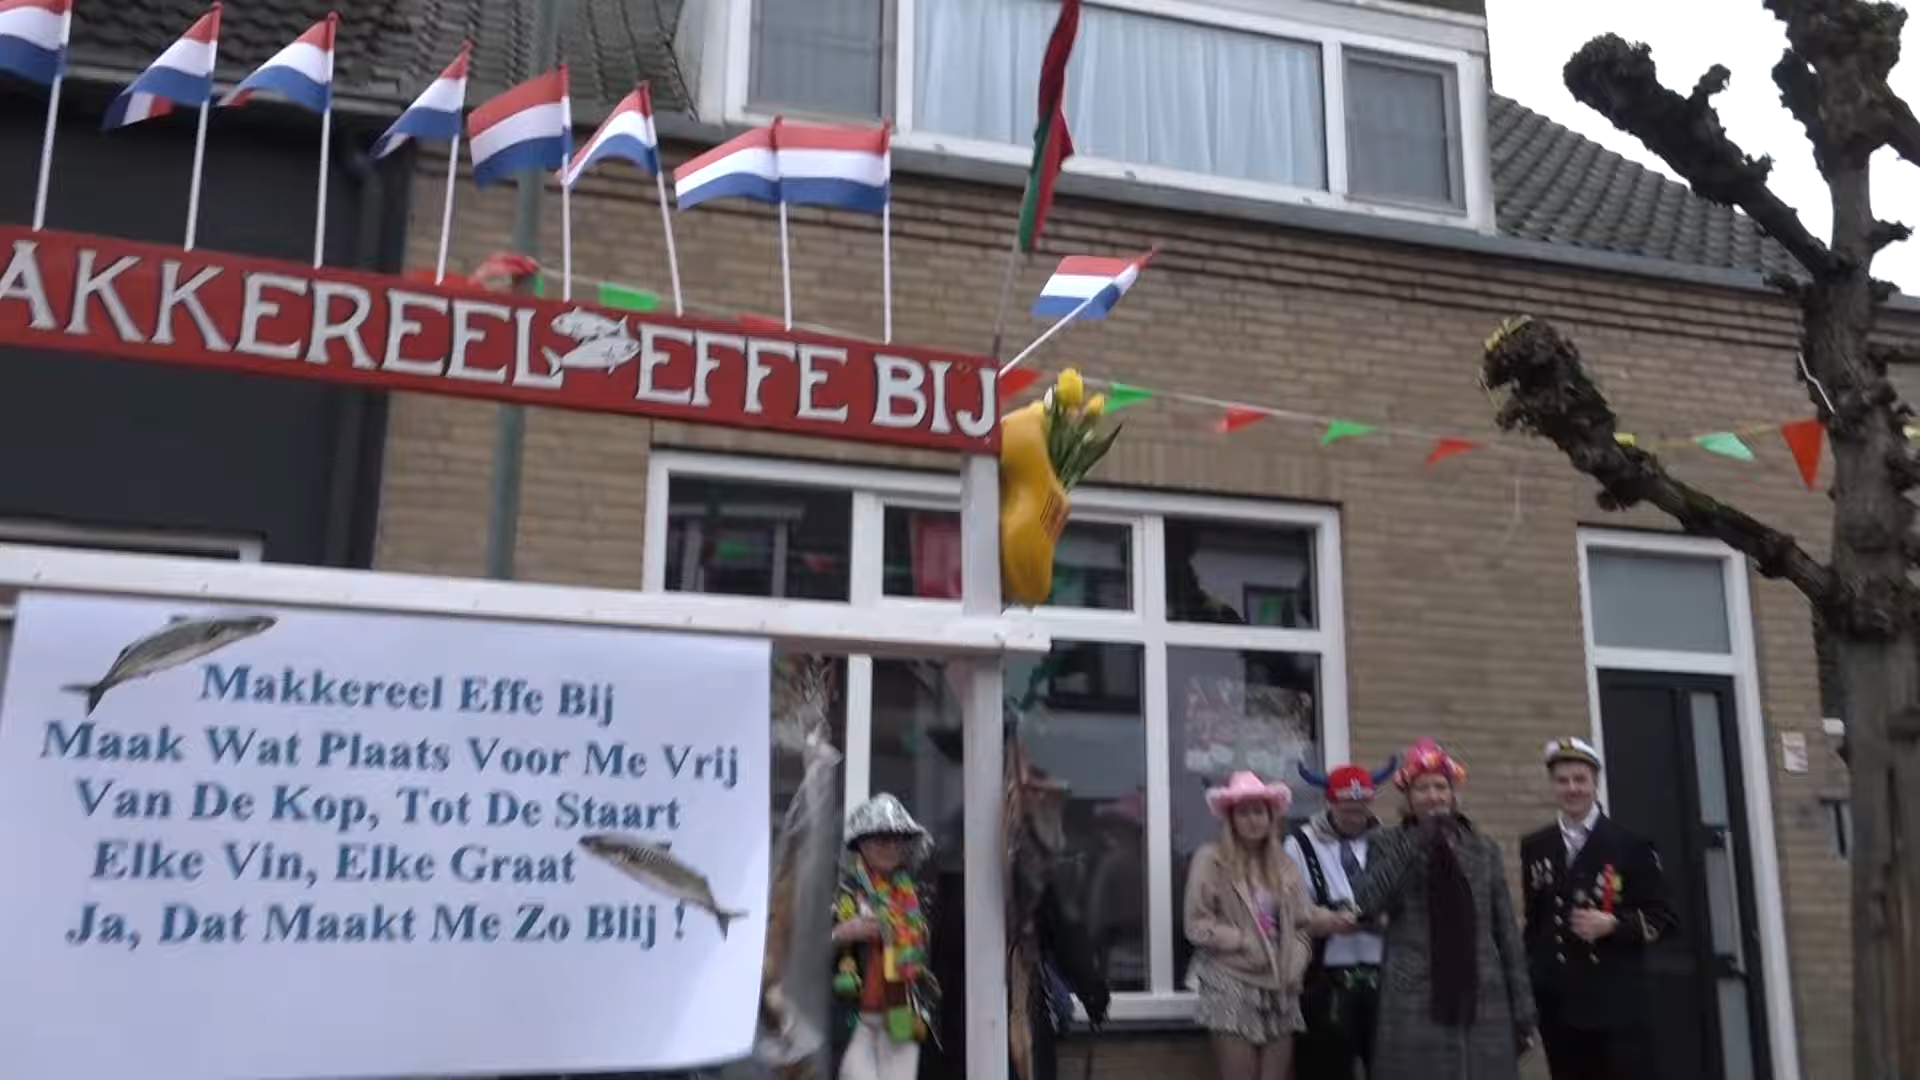 AKKEREEL EFFE BIJ
Makkereel Effe Bij
Maak Wat Plaats Voor Me Vrij
Van De Kop, Tot De Staart
Elke Vin, Elke Graat
Ja, Dat Maakt Me Zo Blij !